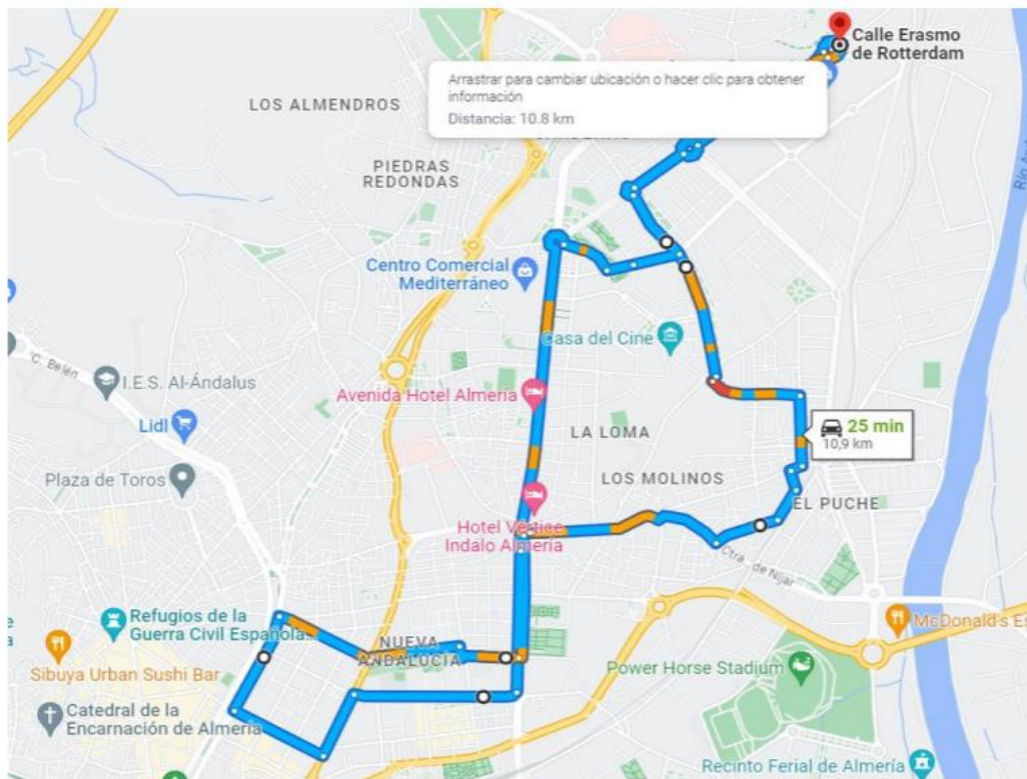 Calle Erasmo
de Rotterdam
Arrastrar para cambiar ubicación o hacer clic para obtener
información
Distancia: 10.8 km
LOS ALMENDROS
PIEDRAS
REDONDAS
Río An
Centro Comercial
Mediterráneo
Casa del Cine
C. Belén
I.E.S. Al-Ándalus
Avenida Hotel Almería
Lidl
25 min
10,9 km
LA LOMA
Plaza de Toros
LOS MOLINOS
EL PUCHE
Hotel Vértice
Indalo Almería
Ctra. de Níjar
Refugios de la
Guerra Civil Española...
McDonald's Es
NUEVA
ANDALUCÍA
Sibuya Urban Sushi Bar
Power Horse Stadium
Catedral de la
Encarnación de Almería
Recinto Ferial de Almería